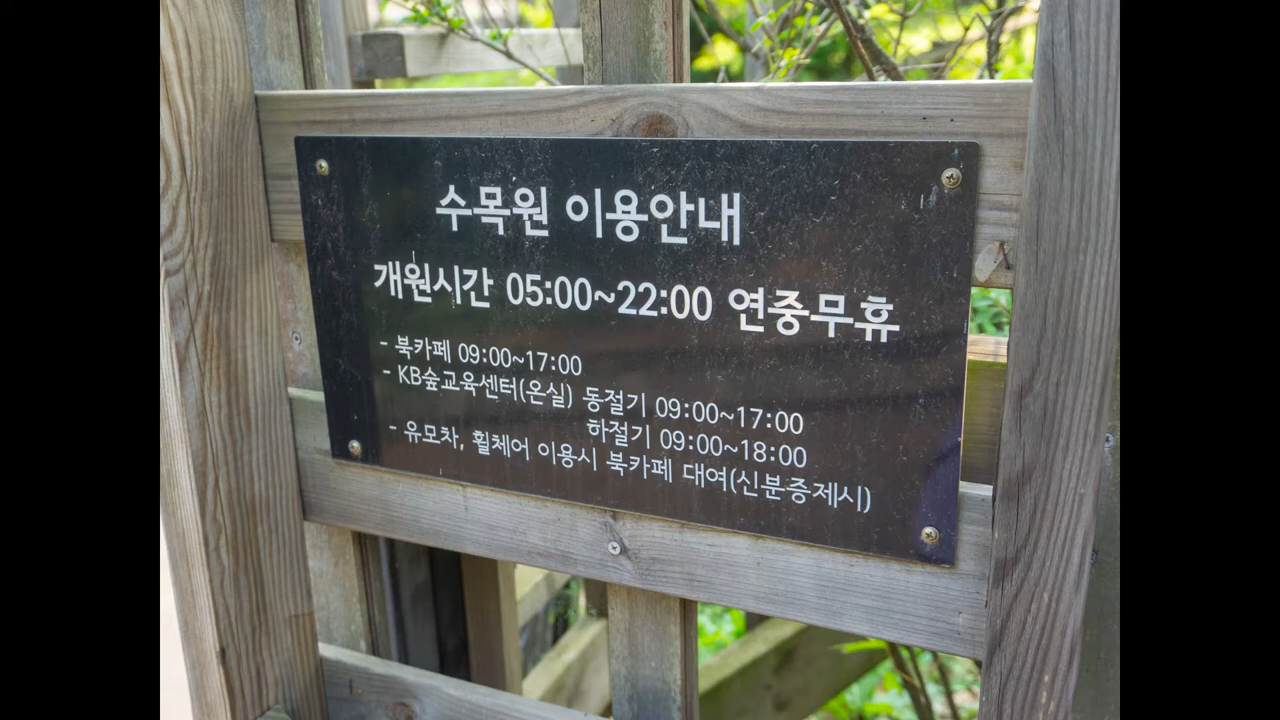 수목원 이용안내
개원시간 05:00~22:00 연중무휴
- 북카페 09:00~17:00
- KB숲교육센터(온실) 동절기 09:00~17:00
하절기 09:00~18:00
- 유모차, 휠체어 이용시 북카페 대여(신분증제시)